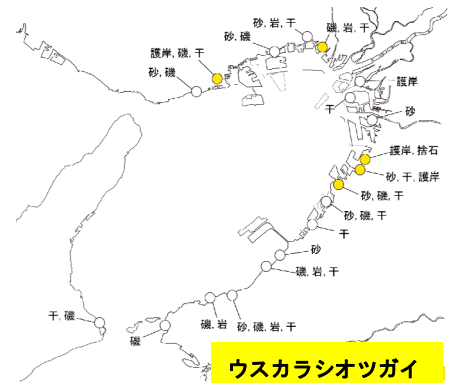 砂, 岩, 干
磯, 岩, 干
砂, 磯
護岸, 磯, 干
砂, 磯
護岸
干
砂
護岸, 捨石
砂, 干, 護岸
砂, 磯, 干
砂, 磯, 干
干
砂
磯, 岩, 干
砂, 磯, 岩, 干
磯, 岩
干, 磯
磯
ウスカラシオツガイ